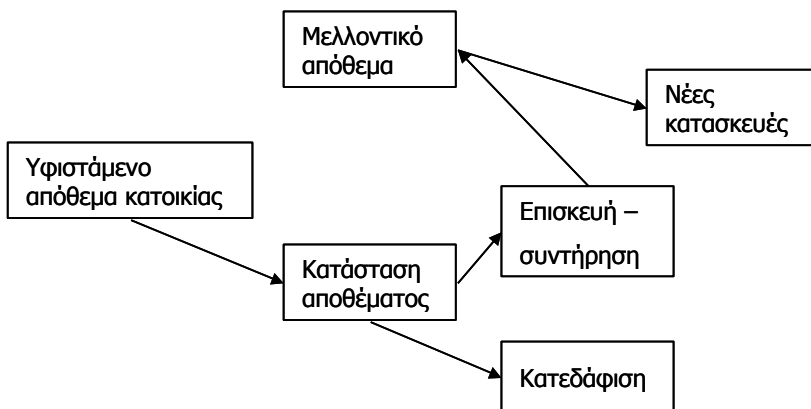 Μελλοντικό
απόθεμα
Νέες
κατασκευές
Υφιστάμενο
απόθεμα κατοικίας
Επισκευή –
συντήρηση
Κατάσταση
αποθέματος
Κατεδάφιση